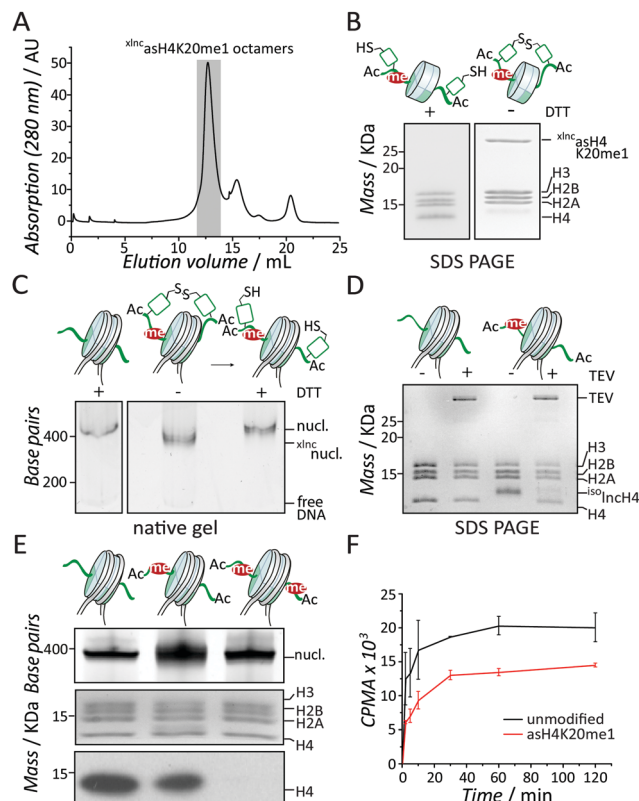 A
xlncasH4K20me1 octamers
Absorption (280 nm) / AU
50
40
30
20
10
0
0 5 10 15 20 25
Elution volume / mL
B
HS
Ac
me
SH
Ac
S
S
Ac
me
Ac
+ - DTT
Mass / KDa
25
20
15
xlncasH4
K20me1
H3
H2B
H2A
H4
SDS PAGE
C
S
S
Ac
me
Ac
SH
Ac
me
HS
Ac
+ - + DTT
Base pairs
400
200
nucl.
xlnc
nucl.
free
DNA
native gel
D
Ac
me
Ac
- + - + TEV
Mass / KDa
25
20
15
TEV
H3
H2B
H2A
isolncH4
H4
SDS PAGE
E
Ac
me
Ac
Ac
me
me
Ac
Base pairs
400
nucl.
Mass / KDa
15
H3
H2B
H2A
H4
15
H4
F
CPMA x 10³
25
20
15
10
5
0
0 20 40 60 80 100 120
Time / min
unmodified
asH4K20me1